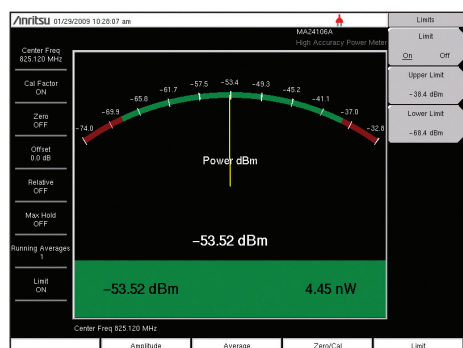 Anritsu 01/29/2009 10:28:07 am
MA24106A
High Accuracy Power Meter
Limits
Center Freq
825.120 MHz
Cal Factor
ON
Zero
OFF
Offset
0.0 dB
Relative
OFF
Max Hold
OFF
Running Averages
1
Limit
ON
-74.0
-69.9
-65.8
-61.7
-57.5
-53.4
-49.3
-45.2
-41.1
-37.0
-32.8
Power dBm
-53.52 dBm
-53.52 dBm 4.45 nW
Center Freq 825.120 MHz
Limit
On Off
Upper Limit
-38.4 dBm
Lower Limit
-68.4 dBm
Amplitude Average Zero/Cal Limit